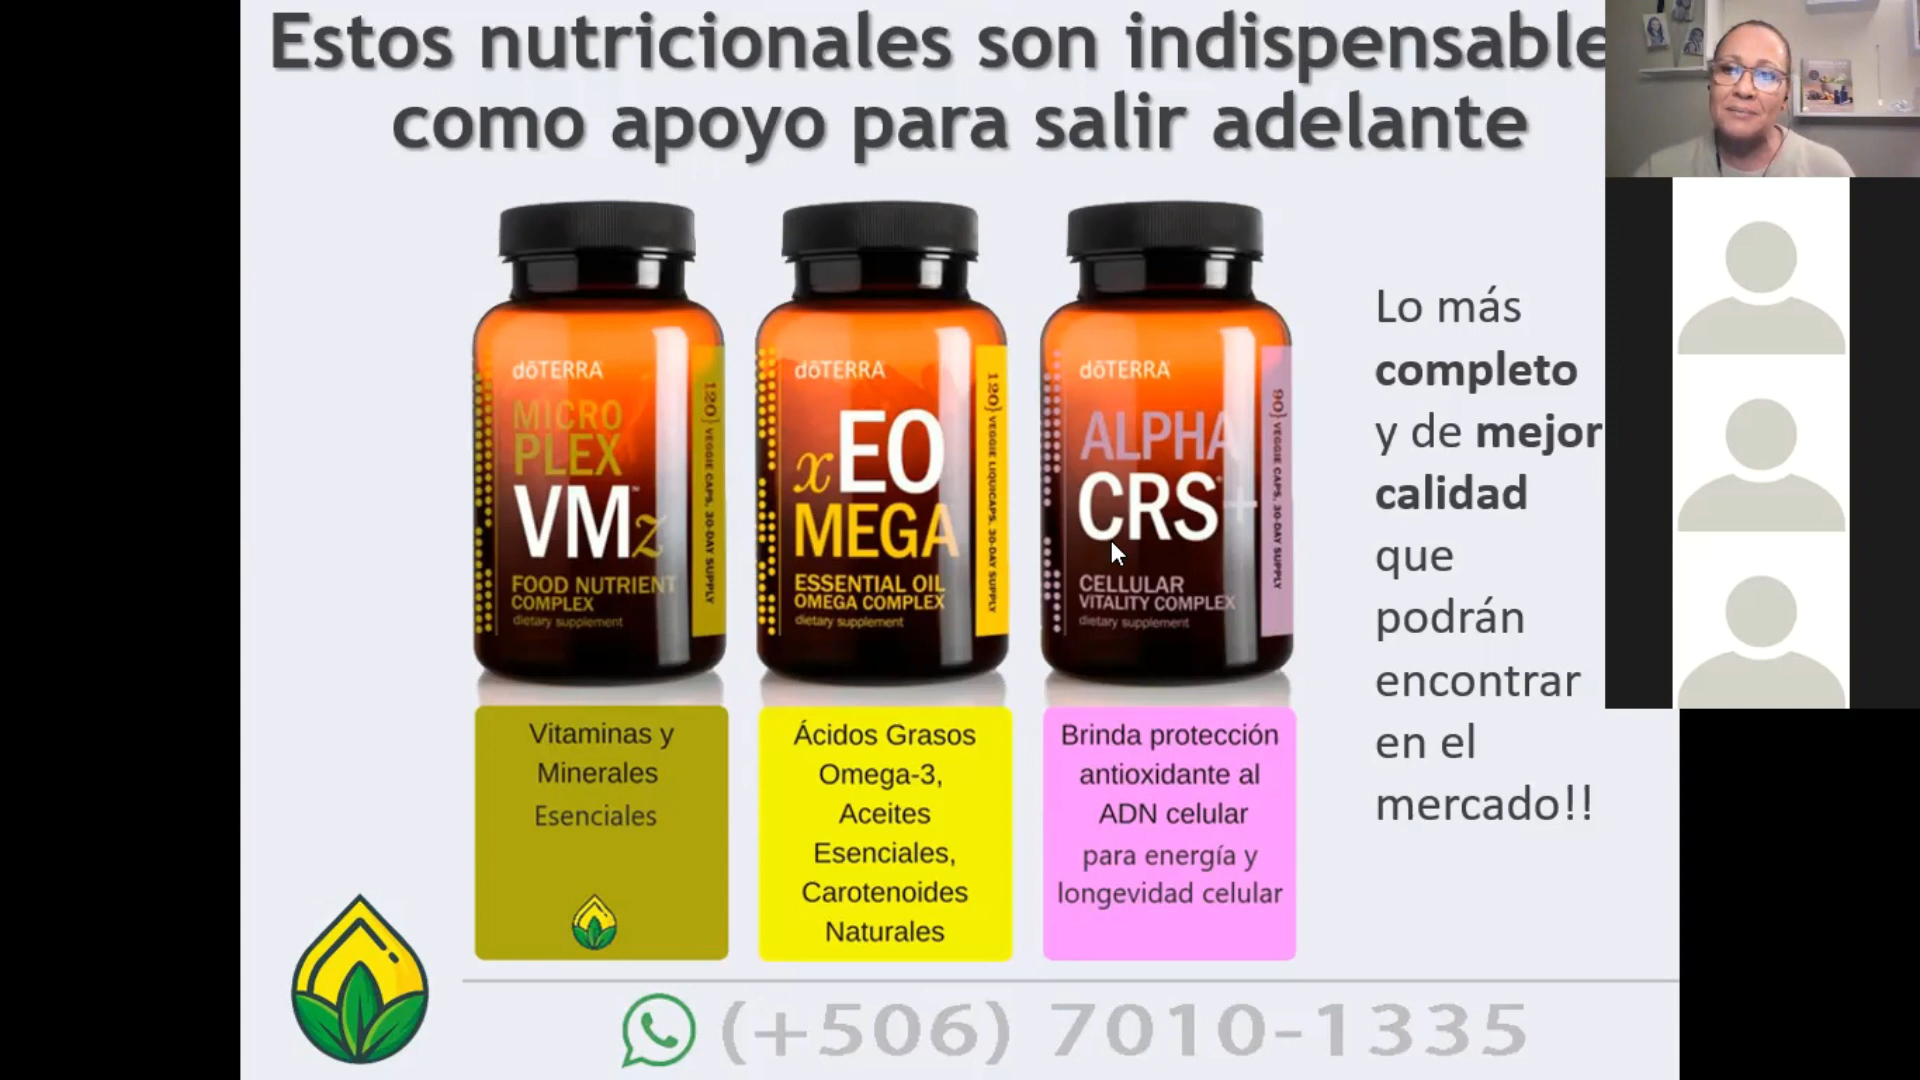 Estos nutricionales son indispensable
como apoyo para salir adelante
dōTERRA
MICRO
PLEX
VMz
FOOD NUTRIENT
COMPLEX
dietary supplement
120} VEGGIE CAPS, 30-DAY SUPPLY
dōTERRA
xEO
MEGA
ESSENTIAL OIL
OMEGA COMPLEX
dietary supplement
120} VEGGIE LIQUICAPS, 30-DAY SUPPLY
dōTERRA
ALPHA
CRS+
CELLULAR
VITALITY COMPLEX
dietary supplement
90} VEGGIE CAPS, 30-DAY SUPPLY
Lo más
completo
y de mejor
calidad
que
podrán
encontrar
en el
mercado!!
Vitaminas y
Minerales
Esenciales
Ácidos Grasos
Omega-3,
Aceites
Esenciales,
Carotenoides
Naturales
Brinda protección
antioxidante al
ADN celular
para energía y
longevidad celular
(+506) 7010-1335